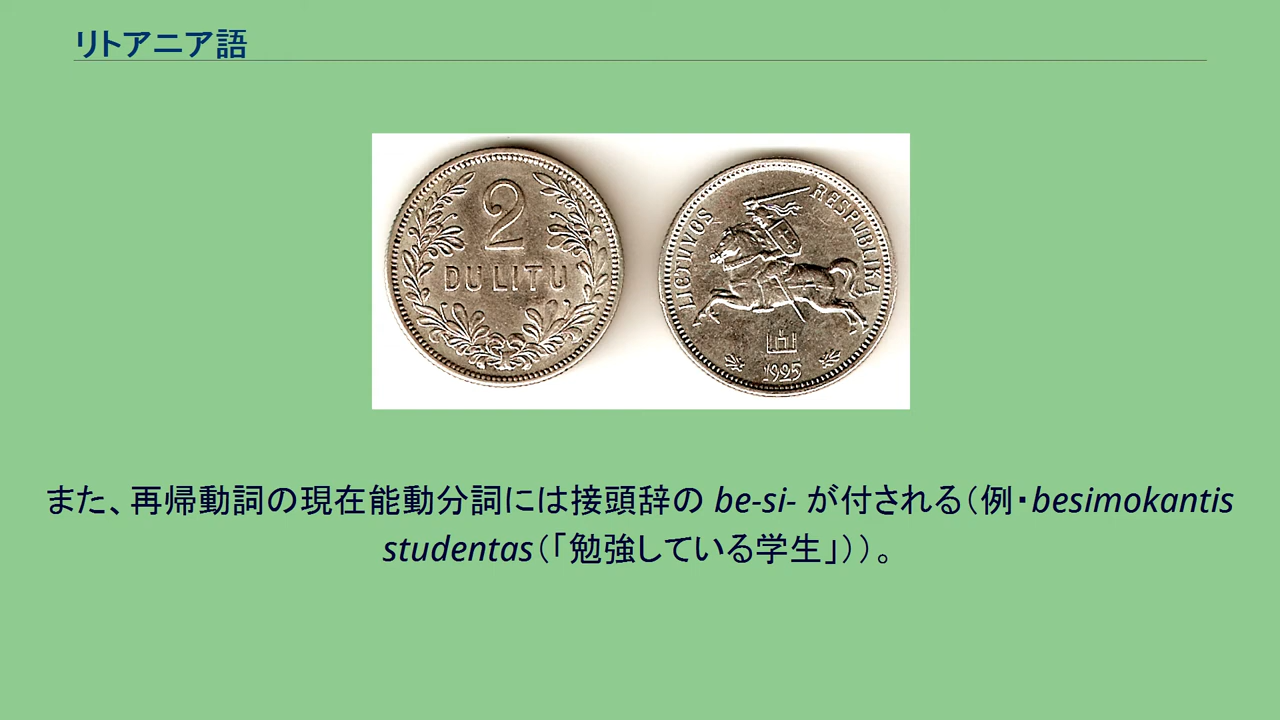 リトアニア語
2
DU LITU
LIETUVOS RESPUBLIKA
1925
また、再帰動詞の現在能動分詞には接頭辞の be-si- が付される（例・besimokantis
studentas（「勉強している学生」））。